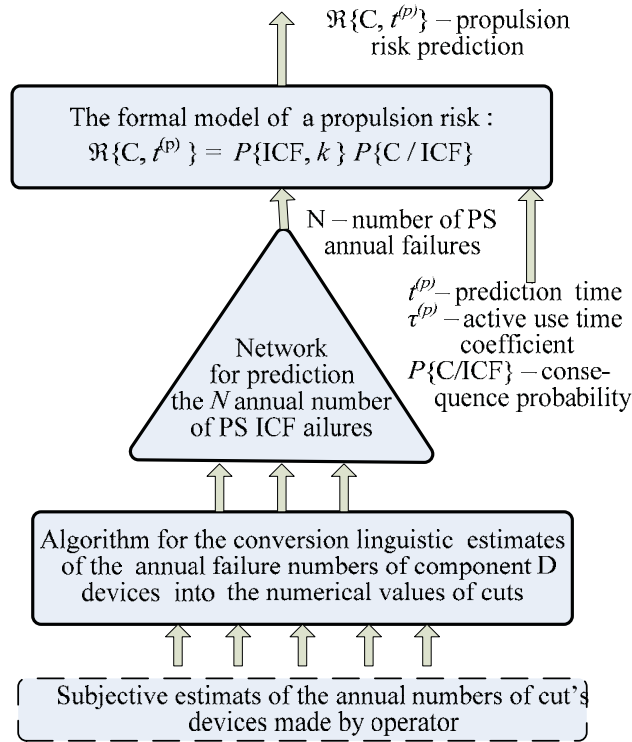 ℜ{C, t⁽ᵖ⁾} – propulsion
risk prediction
The formal model of a propulsion risk :
ℜ{C, t⁽ᵖ⁾ } = P{ICF, k } P{C / ICF}
N – number of PS
annual failures
t⁽ᵖ⁾ – prediction time
τ⁽ᵖ⁾ – active use time
coefficient
P{C/ICF} – conse-
quence probability
Network
for prediction
the N annual number
of PS ICF ailures
Algorithm for the conversion linguistic estimates
of the annual failure numbers of component D
devices into the numerical values of cuts
Subjective estimats of the annual numbers of cut's
devices made by operator